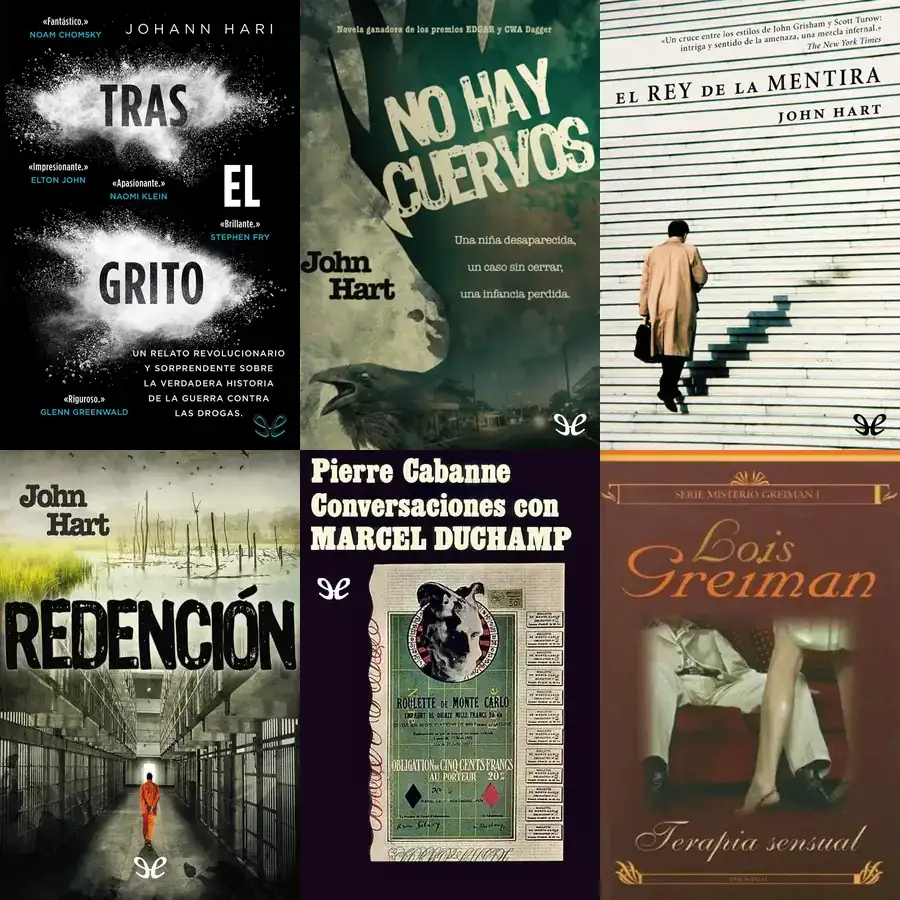 «Fantástico.»
NOAM CHOMSKY
JOHANN HARI
TRAS
«Impresionante.»
ELTON JOHN
«Apasionante.»
NAOMI KLEIN
EL
«Brillante.»
STEPHEN FRY
GRITO
UN RELATO REVOLUCIONARIO
Y SORPRENDENTE SOBRE
LA VERDADERA HISTORIA
DE LA GUERRA CONTRA
LAS DROGAS.
«Riguroso.»
GLENN GREENWALD
Novela ganadora de los premios EDGAR y CWA Dagger
NO HAY
CUERVOS
Una niña desaparecida,
un caso sin cerrar,
una infancia perdida.
John
Hart
«Un cruce entre los estilos de John Grisham y Scott Turow:
intriga y sentido de la amenaza, una mezcla infernal.»
The New York Times
EL REY DE LA MENTIRA
JOHN HART
John
Hart
REDENCIÓN
Pierre Cabanne
Conversaciones con
MARCEL DUCHAMP
ROULETTE DE MONTE CARLO
OBLIGATION DE CINQ CENTS FRANCS
AU PORTEUR 20%
SERIE MISTERIO GREIMAN I
Lois
Greiman
Terapia sensual